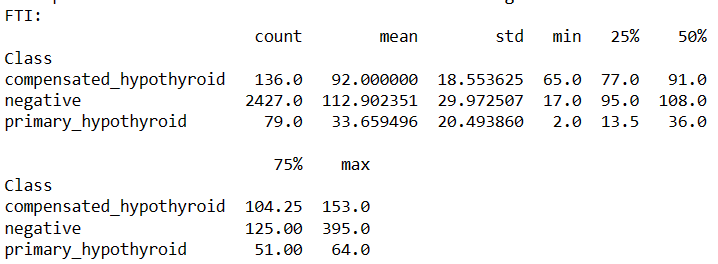 FTI:
count mean std min 25% 50%
Class
compensated_hypothyroid 136.0 92.000000 18.553625 65.0 77.0 91.0
negative 2427.0 112.902351 29.972507 17.0 95.0 108.0
primary_hypothyroid 79.0 33.659496 20.493860 2.0 13.5 36.0
75% max
Class
compensated_hypothyroid 104.25 153.0
negative 125.00 395.0
primary_hypothyroid 51.00 64.0